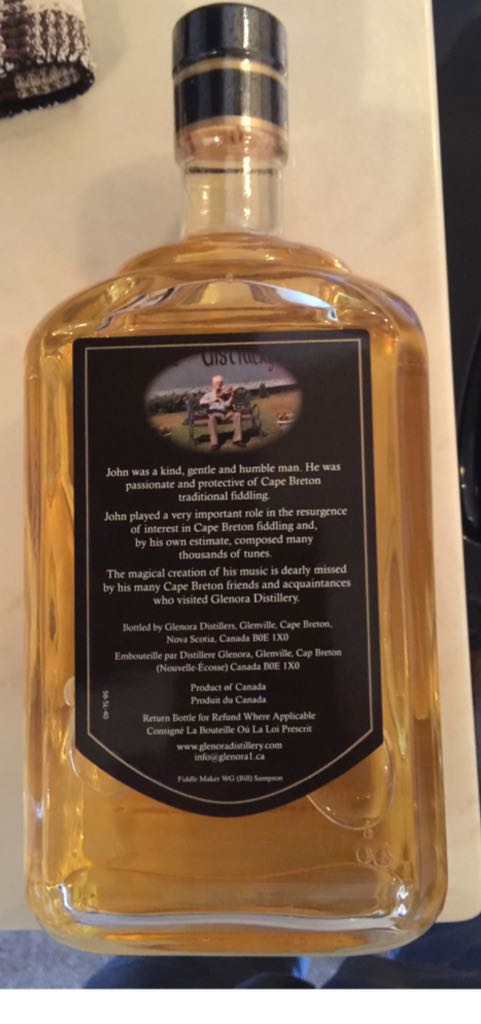 John was a kind, gentle and humble man. He was
passionate and protective of Cape Breton
traditional fiddling.
John played a very important role in the resurgence
of interest in Cape Breton fiddling and,
by his own estimate, composed many
thousands of tunes.
The magical creation of his music is dearly missed
by his many Cape Breton friends and acquaintances
who visited Glenora Distillery.
Bottled by Glenora Distillers, Glenville, Cape Breton,
Nova Scotia, Canada B0E 1X0
Embouteille par Distillere Glenora, Glenville, Cap Breton
(Nouvelle-Écosse) Canada B0E 1X0
Product of Canada
Produit du Canada
Return Bottle for Refund Where Applicable
Consigné La Bouteille Oú La Loi Prescrit
www.glenoradistillery.com
info@glenora1.ca
Fiddle Maker WG (Bill) Sampson